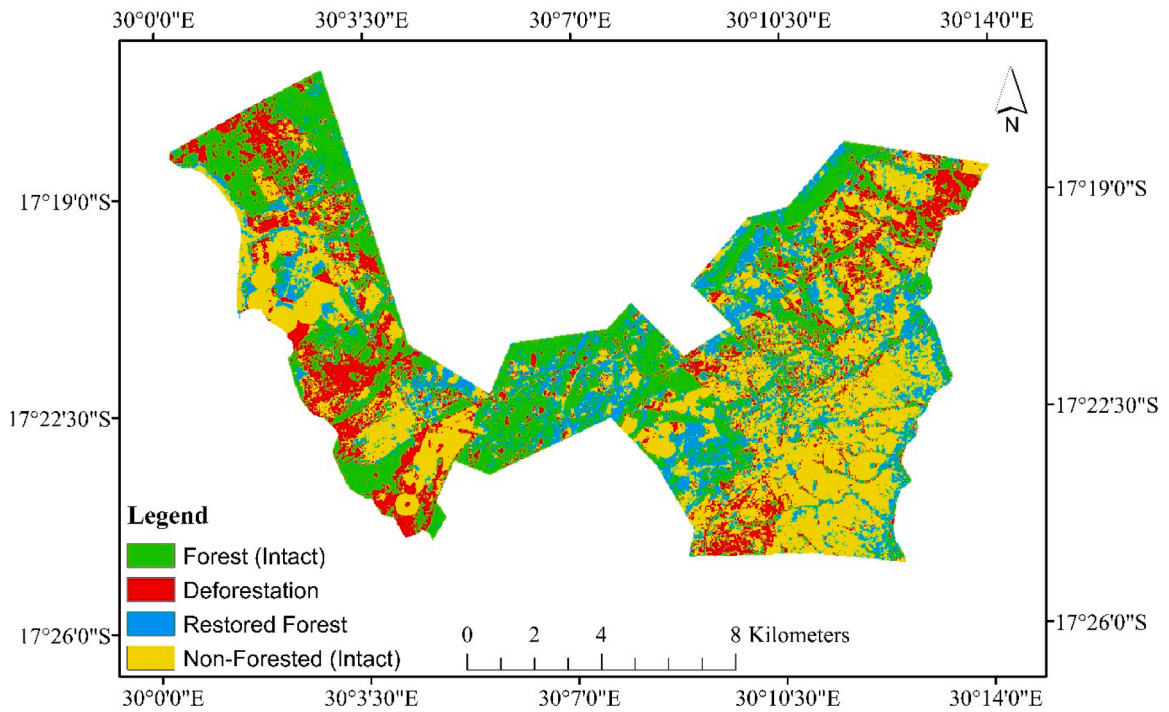 30°0'0"E 30°3'30"E 30°7'0"E 30°10'30"E 30°14'0"E
N
17°19'0"S 17°19'0"S
17°22'30"S 17°22'30"S
Legend
Forest (Intact)
Deforestation
Restored Forest
Non-Forested (Intact)
0 2 4 8 Kilometers
17°26'0"S 17°26'0"S
30°0'0"E 30°3'30"E 30°7'0"E 30°10'30"E 30°14'0"E